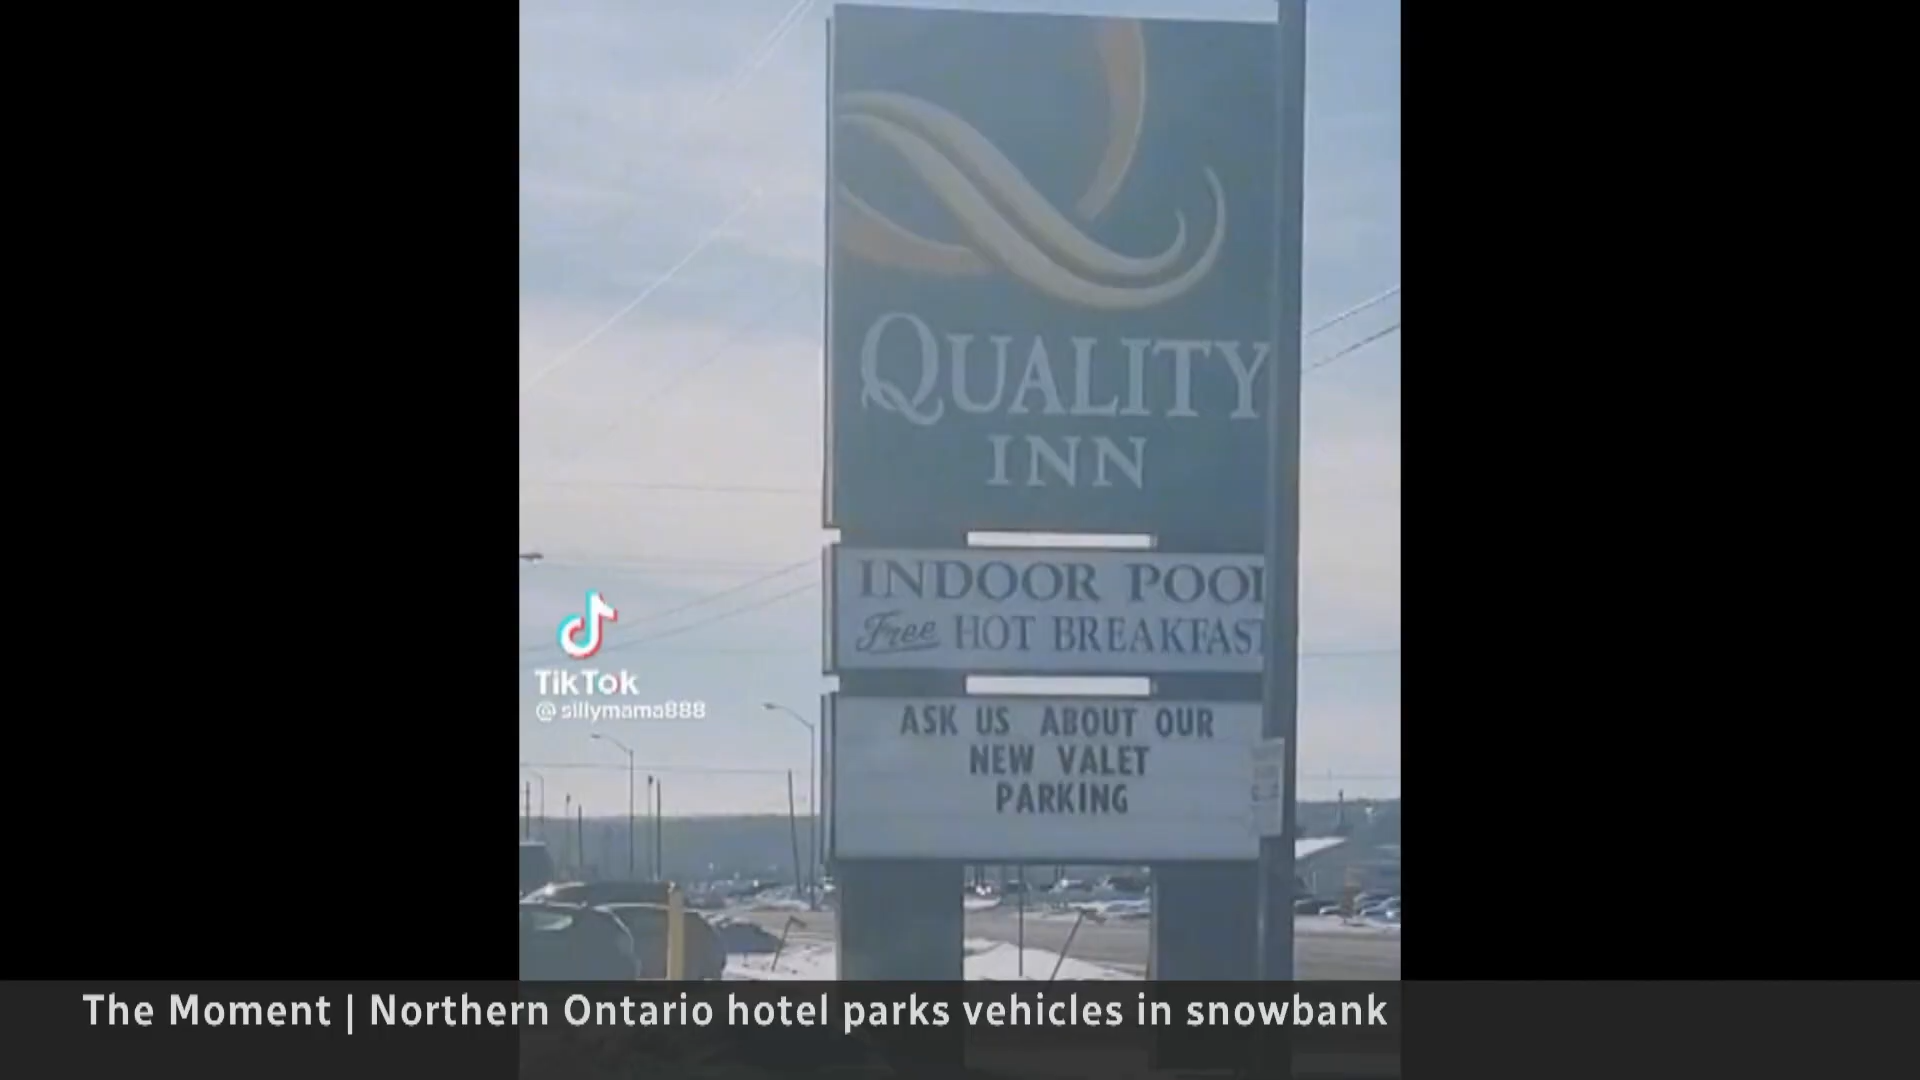 QUALITY
INN
INDOOR POOL
Free HOT BREAKFAST
ASK US ABOUT OUR
NEW VALET
PARKING
TikTok
@sillymama888
The Moment | Northern Ontario hotel parks vehicles in snowbank